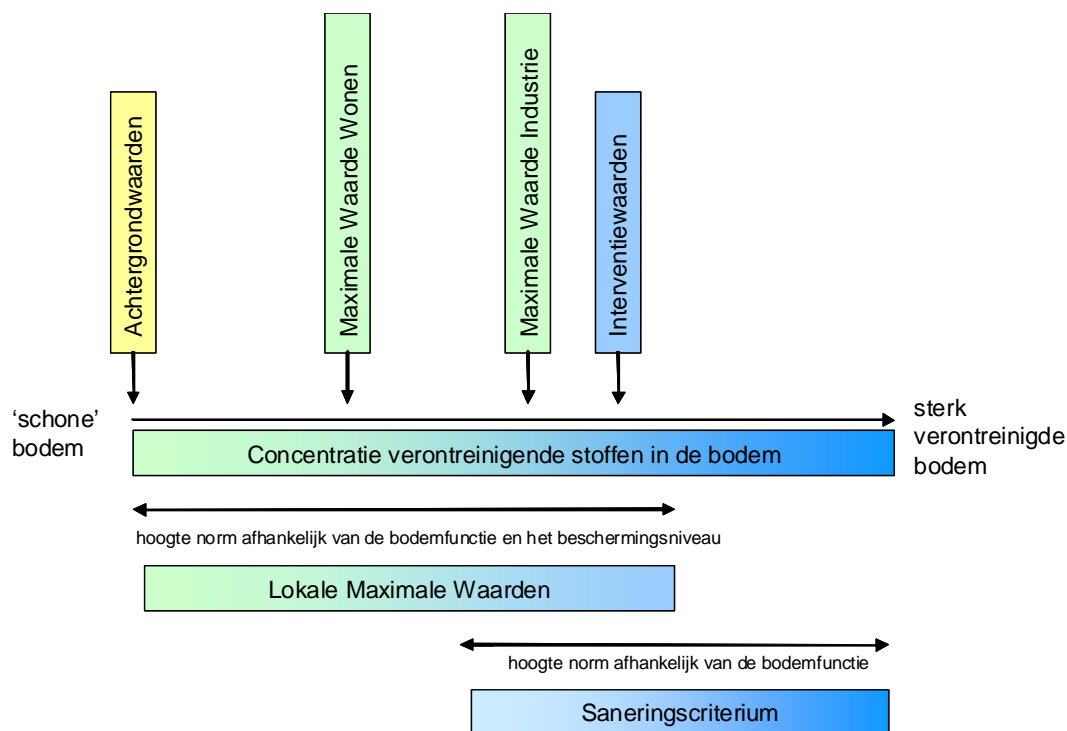 Achtergrondwaarden
Maximale Waarde Wonen
Maximale Waarde Industrie
Interventiewaarden
‘schone’
bodem
sterk
verontreinigde
bodem
Concentratie verontreinigende stoffen in de bodem
hoogte norm afhankelijk van de bodemfunctie en het beschermingsniveau
Lokale Maximale Waarden
hoogte norm afhankelijk van de bodemfunctie
Saneringscriterium